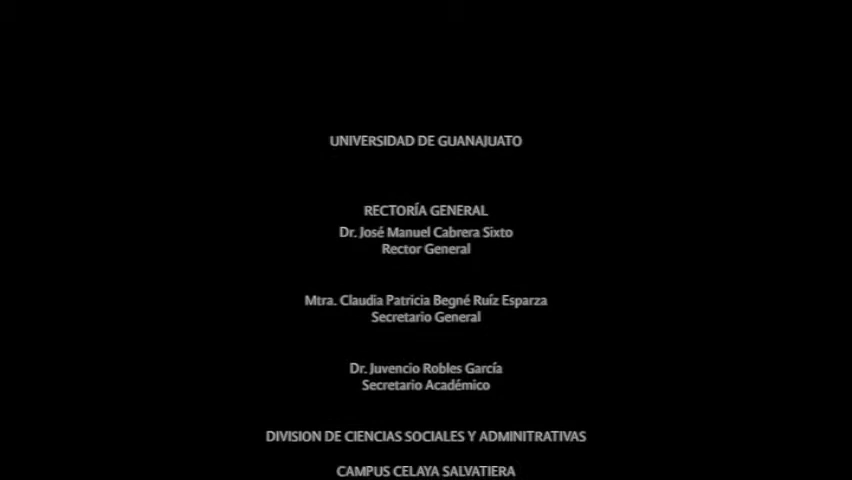 UNIVERSIDAD DE GUANAJUATO
RECTORÍA GENERAL
Dr. José Manuel Cabrera Sixto
Rector General
Mtra. Claudia Patricia Begné Ruíz Esparza
Secretario General
Dr. Juvencio Robles García
Secretario Académico
DIVISION DE CIENCIAS SOCIALES Y ADMINITRATIVAS
CAMPUS CELAYA SALVATIERA